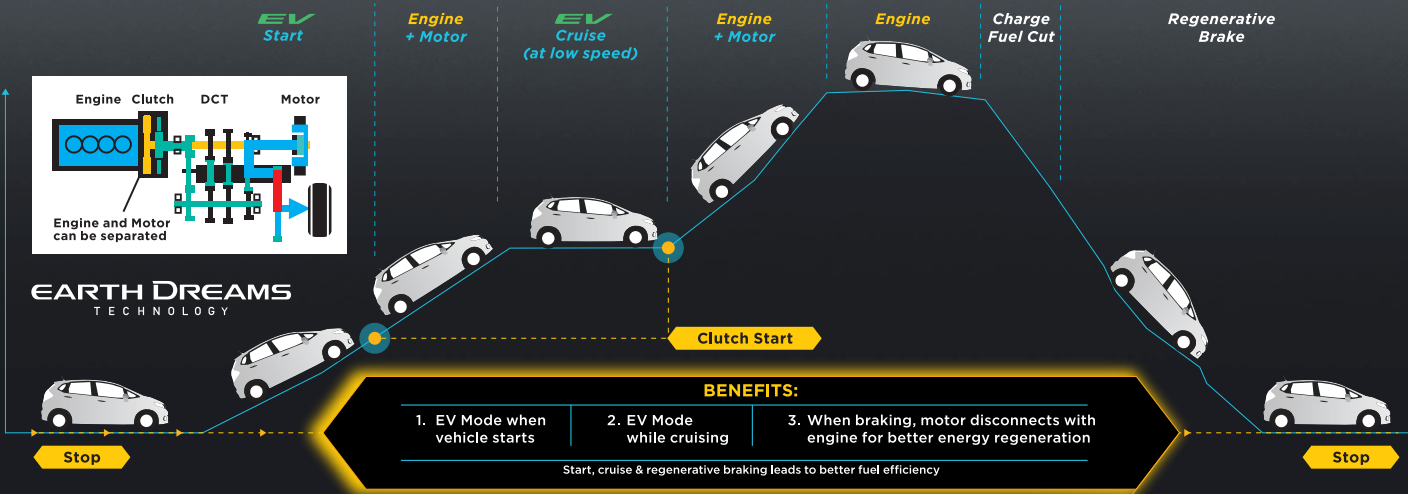 EV
Start
Engine
+ Motor
EV
Cruise
(at low speed)
Engine
+ Motor
Engine
Charge
Fuel Cut
Regenerative
Brake
Engine Clutch DCT Motor
Engine and Motor
can be separated
EARTH DREAMS
TECHNOLOGY
Clutch Start
Stop
BENEFITS:
1. EV Mode when
vehicle starts
2. EV Mode
while cruising
3. When braking, motor disconnects with
engine for better energy regeneration
Start, cruise & regenerative braking leads to better fuel efficiency
Stop